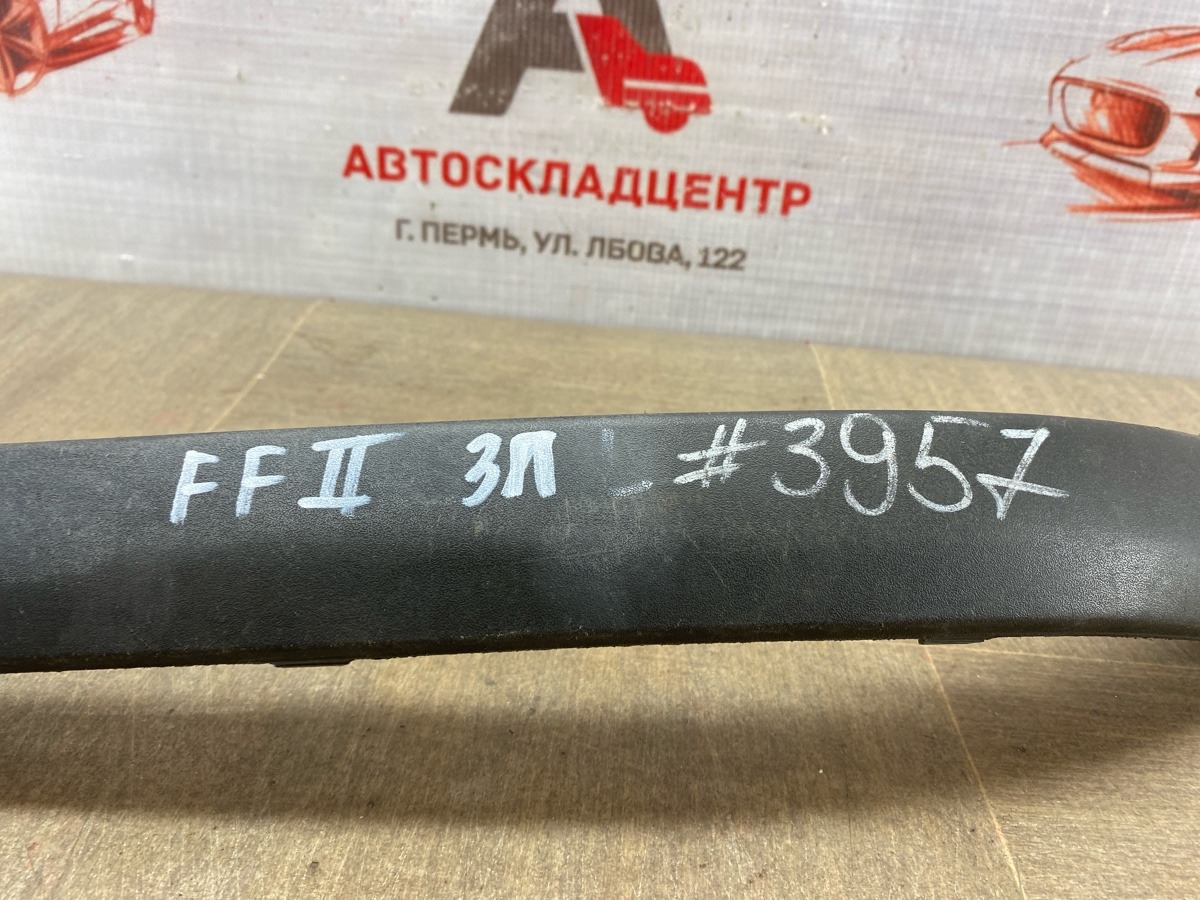 АВТОСКЛАДЦЕНТР
Г. ПЕРМЬ, УЛ. ЛБОВА, 122
FF II ЗП #3957